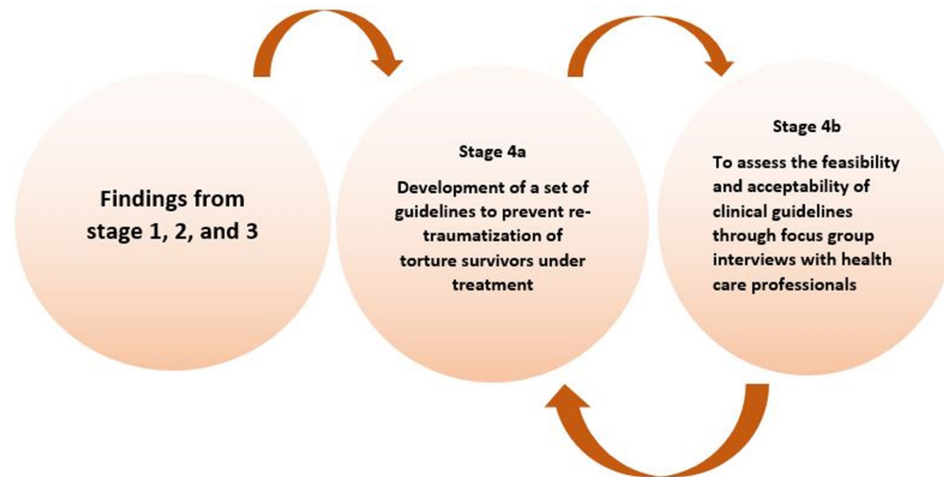 Findings from
stage 1, 2, and 3
Stage 4a
Development of a set of
guidelines to prevent re-
traumatization of
torture survivors under
treatment
Stage 4b
To assess the feasibility
and acceptability of
clinical guidelines
through focus group
interviews with health
care professionals